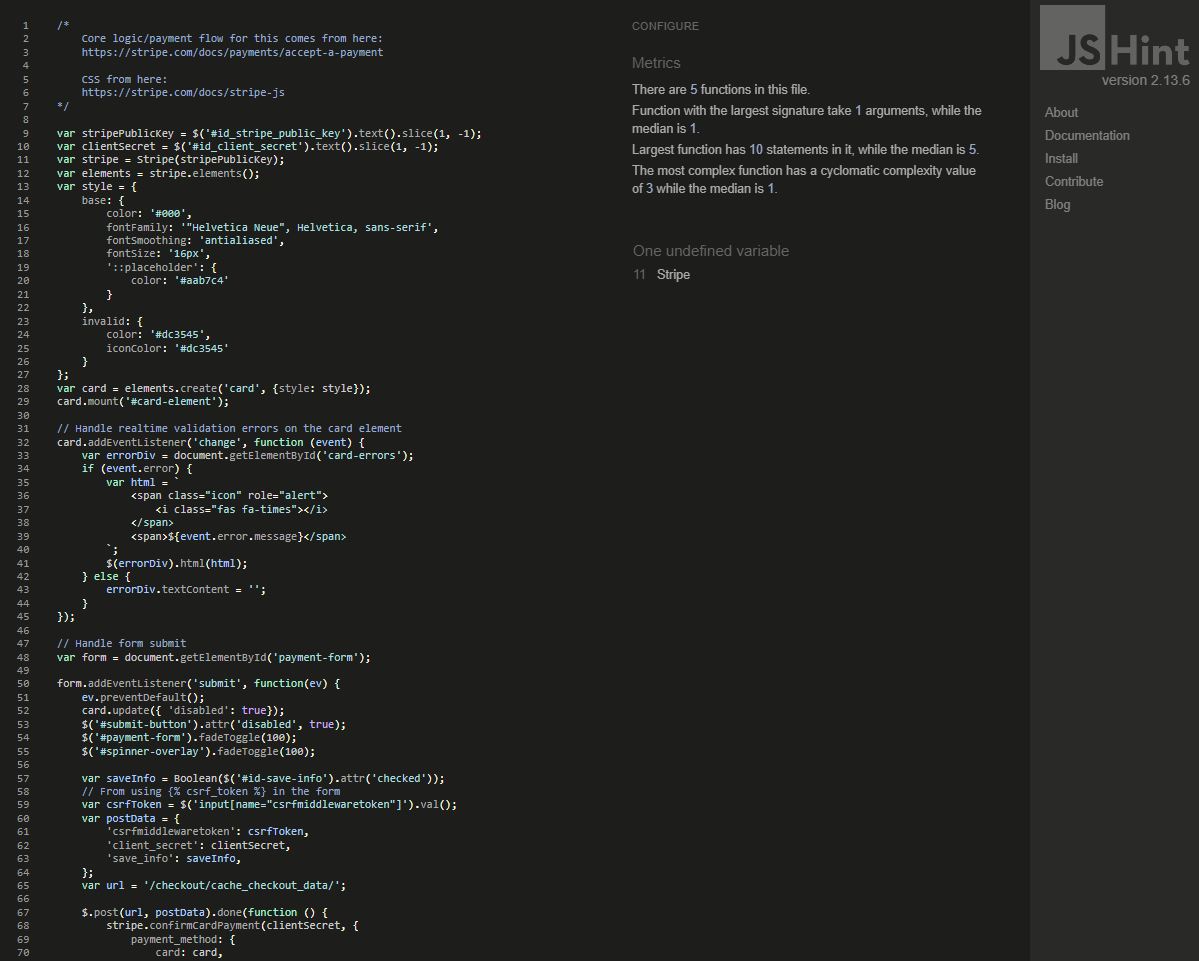 1 /*
2 Core logic/payment flow for this comes from here:
3 https://stripe.com/docs/payments/accept-a-payment
4
5 CSS from here:
6 https://stripe.com/docs/stripe-js
7 */
8
9 var stripePublicKey = $('#id_stripe_public_key').text().slice(1, -1);
10 var clientSecret = $('#id_client_secret').text().slice(1, -1);
11 var stripe = Stripe(stripePublicKey);
12 var elements = stripe.elements();
13 var style = {
14 base: {
15 color: '#000',
16 fontFamily: '"Helvetica Neue", Helvetica, sans-serif',
17 fontSmoothing: 'antialiased',
18 fontSize: '16px',
19 '::placeholder': {
20 color: '#aab7c4'
21 }
22 },
23 invalid: {
24 color: '#dc3545',
25 iconColor: '#dc3545'
26 }
27 };
28 var card = elements.create('card', {style: style});
29 card.mount('#card-element');
30
31 // Handle realtime validation errors on the card element
32 card.addEventListener('change', function (event) {
33 var errorDiv = document.getElementById('card-errors');
34 if (event.error) {
35 var html = `
36 <span class="icon" role="alert">
37 <i class="fas fa-times"></i>
38 </span>
39 <span>${event.error.message}</span>
40 `;
41 $(errorDiv).html(html);
42 } else {
43 errorDiv.textContent = '';
44 }
45 });
46
47 // Handle form submit
48 var form = document.getElementById('payment-form');
49
50 form.addEventListener('submit', function(ev) {
51 ev.preventDefault();
52 card.update({ 'disabled': true});
53 $('#submit-button').attr('disabled', true);
54 $('#payment-form').fadeToggle(100);
55 $('#spinner-overlay').fadeToggle(100);
56
57 var saveInfo = Boolean($('#id-save-info').attr('checked'));
58 // From using {% csrf_token %} in the form
59 var csrfToken = $('input[name="csrfmiddlewaretoken"]').val();
60 var postData = {
61 'csrfmiddlewaretoken': csrfToken,
62 'client_secret': clientSecret,
63 'save_info': saveInfo,
64 };
65 var url = '/checkout/cache_checkout_data/';
66
67 $.post(url, postData).done(function () {
68 stripe.confirmCardPayment(clientSecret, {
69 payment_method: {
70 card: card,
CONFIGURE
Metrics
There are 5 functions in this file.
Function with the largest signature take 1 arguments, while the
median is 1.
Largest function has 10 statements in it, while the median is 5.
The most complex function has a cyclomatic complexity value
of 3 while the median is 1.
One undefined variable
11 Stripe
JSHint
version 2.13.6
About
Documentation
Install
Contribute
Blog